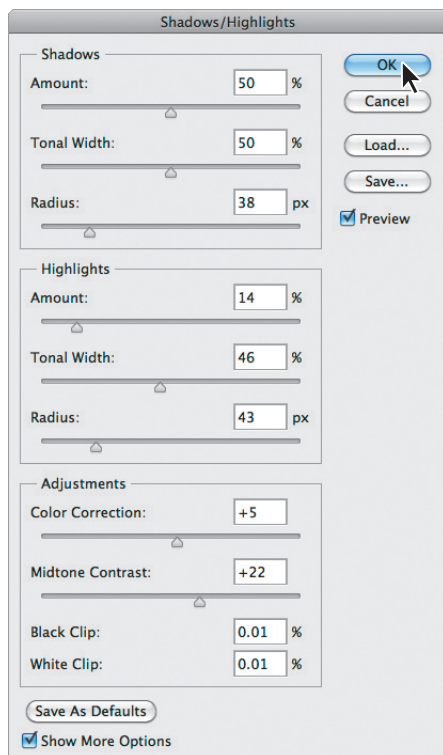 Shadows/Highlights
Shadows
Amount: 50 %
Tonal Width: 50 %
Radius: 38 px
Highlights
Amount: 14 %
Tonal Width: 46 %
Radius: 43 px
Adjustments
Color Correction: +5
Midtone Contrast: +22
Black Clip: 0.01 %
White Clip: 0.01 %
Save As Defaults
Show More Options
OK
Cancel
Load...
Save...
Preview